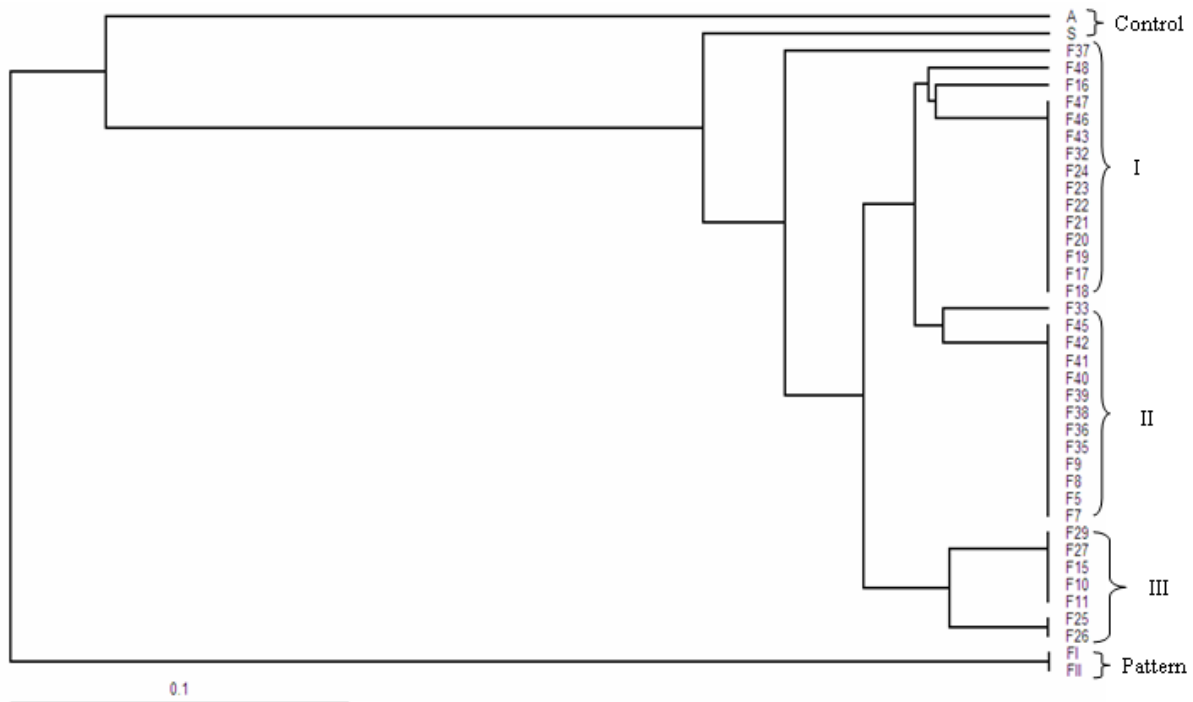 A
S
Control
F37
F48
F16
F47
F46
F43
F32
F24
F23
F22
F21
F20
F19
F17
F18
I
F33
F45
F42
F41
F40
F39
F38
F36
F35
F9
F8
F5
F7
II
F29
F27
F15
F10
F11
F25
F26
III
FI
FII
Pattern
0.1